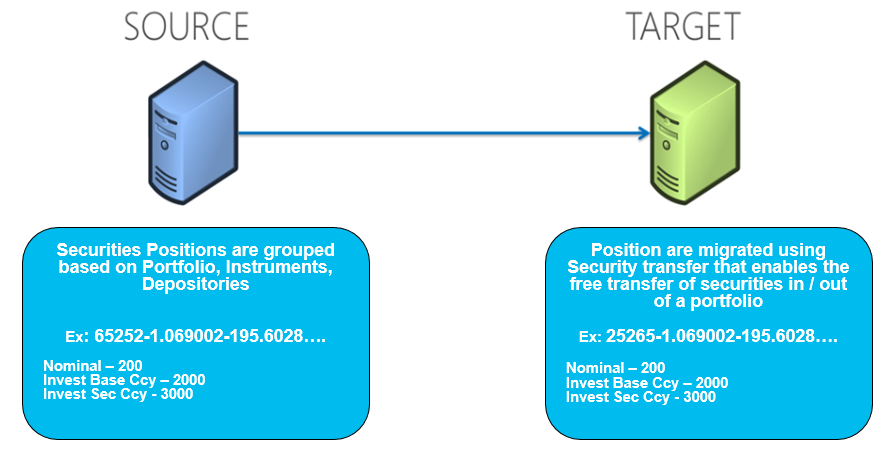 SOURCE
TARGET
Securities Positions are grouped
based on Portfolio, Instruments,
Depositories
Ex: 65252-1.069002-195.6028….
Nominal – 200
Invest Base Ccy – 2000
Invest Sec Ccy - 3000
Position are migrated using
Security transfer that enables the
free transfer of securities in / out
of a portfolio
Ex: 25265-1.069002-195.6028….
Nominal – 200
Invest Base Ccy – 2000
Invest Sec Ccy - 3000